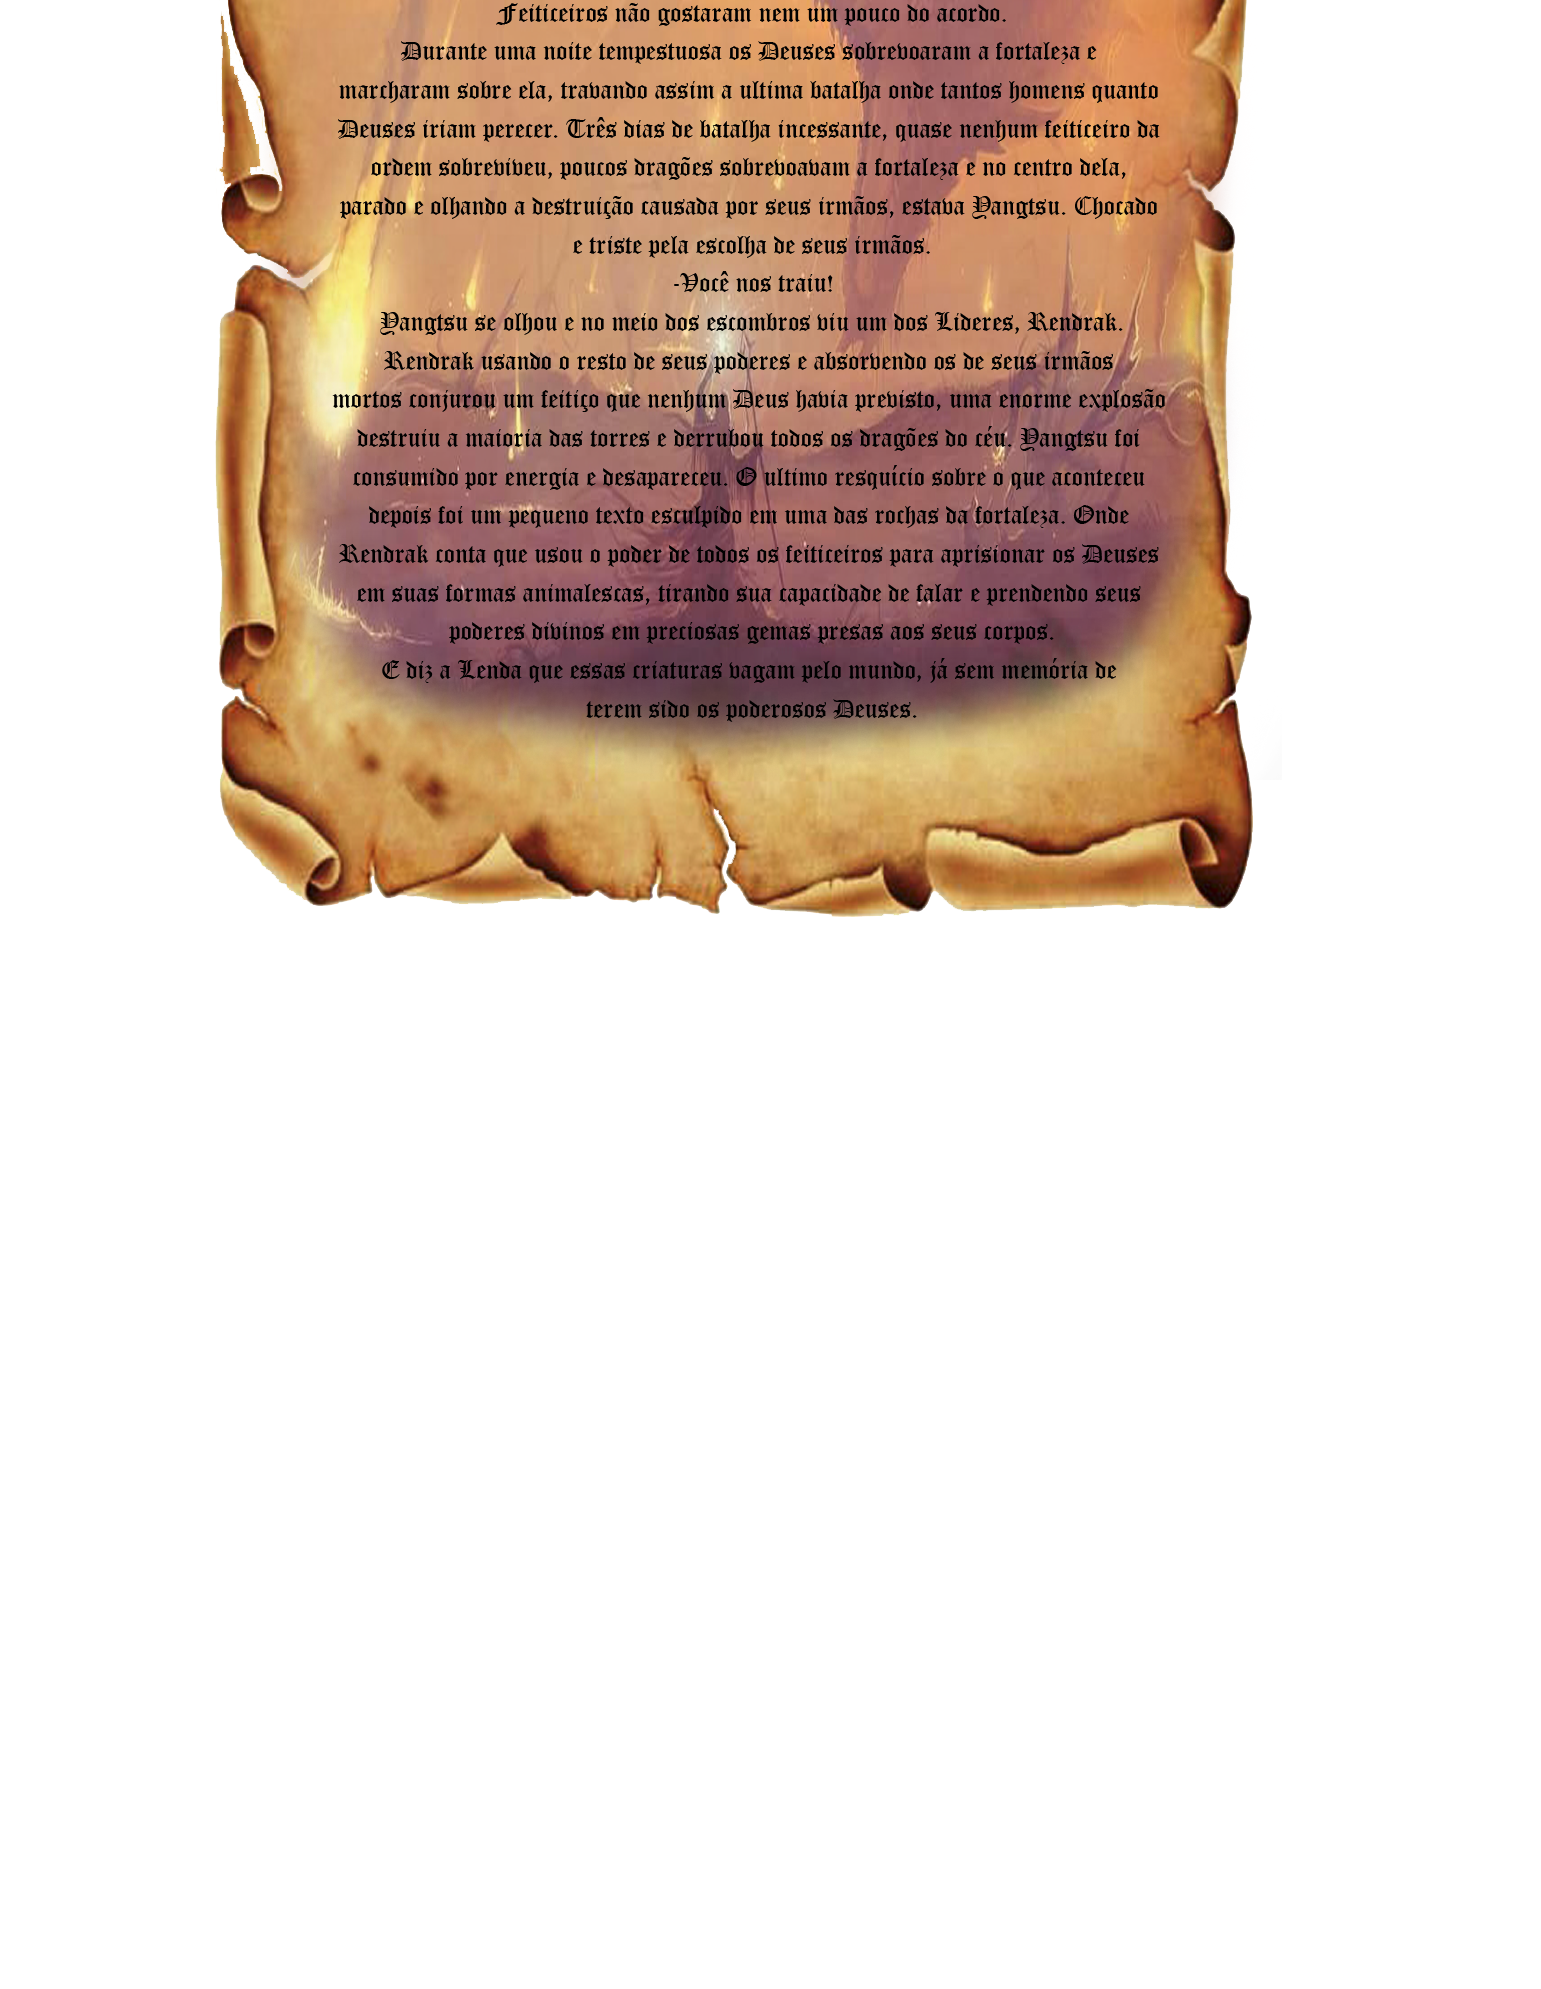 Feiticeiros não gostaram nem um pouco do acordo.
Durante uma noite tempestuosa os Deuses sobrevoaram a fortaleza e
marcharam sobre ela, travando assim a ultima batalha onde tantos homens quanto
Deuses iriam perecer. Três dias de batalha incessante, quase nenhum feiticeiro da
ordem sobreviveu, poucos dragões sobrevoavam a fortaleza e no centro dela,
parado e olhando a destruição causada por seus irmãos, estava Yangtsu. Chocado
e triste pela escolha de seus irmãos.
-Você nos traiu!
Yangtsu se olhou e no meio dos escombros viu um dos Lideres, Rendrak.
Rendrak usando o resto de seus poderes e absorvendo os de seus irmãos
mortos conjurou um feitiço que nenhum Deus havia previsto, uma enorme explosão
destruiu a maioria das torres e derrubou todos os dragões do céu. Yangtsu foi
consumido por energia e desapareceu. O ultimo resquício sobre o que aconteceu
depois foi um pequeno texto esculpido em uma das rochas da fortaleza. Onde
Rendrak conta que usou o poder de todos os feiticeiros para aprisionar os Deuses
em suas formas animalescas, tirando sua capacidade de falar e prendendo seus
poderes divinos em preciosas gemas presas aos seus corpos.
E diz a Lenda que essas criaturas vagam pelo mundo, já sem memória de
terem sido os poderosos Deuses.